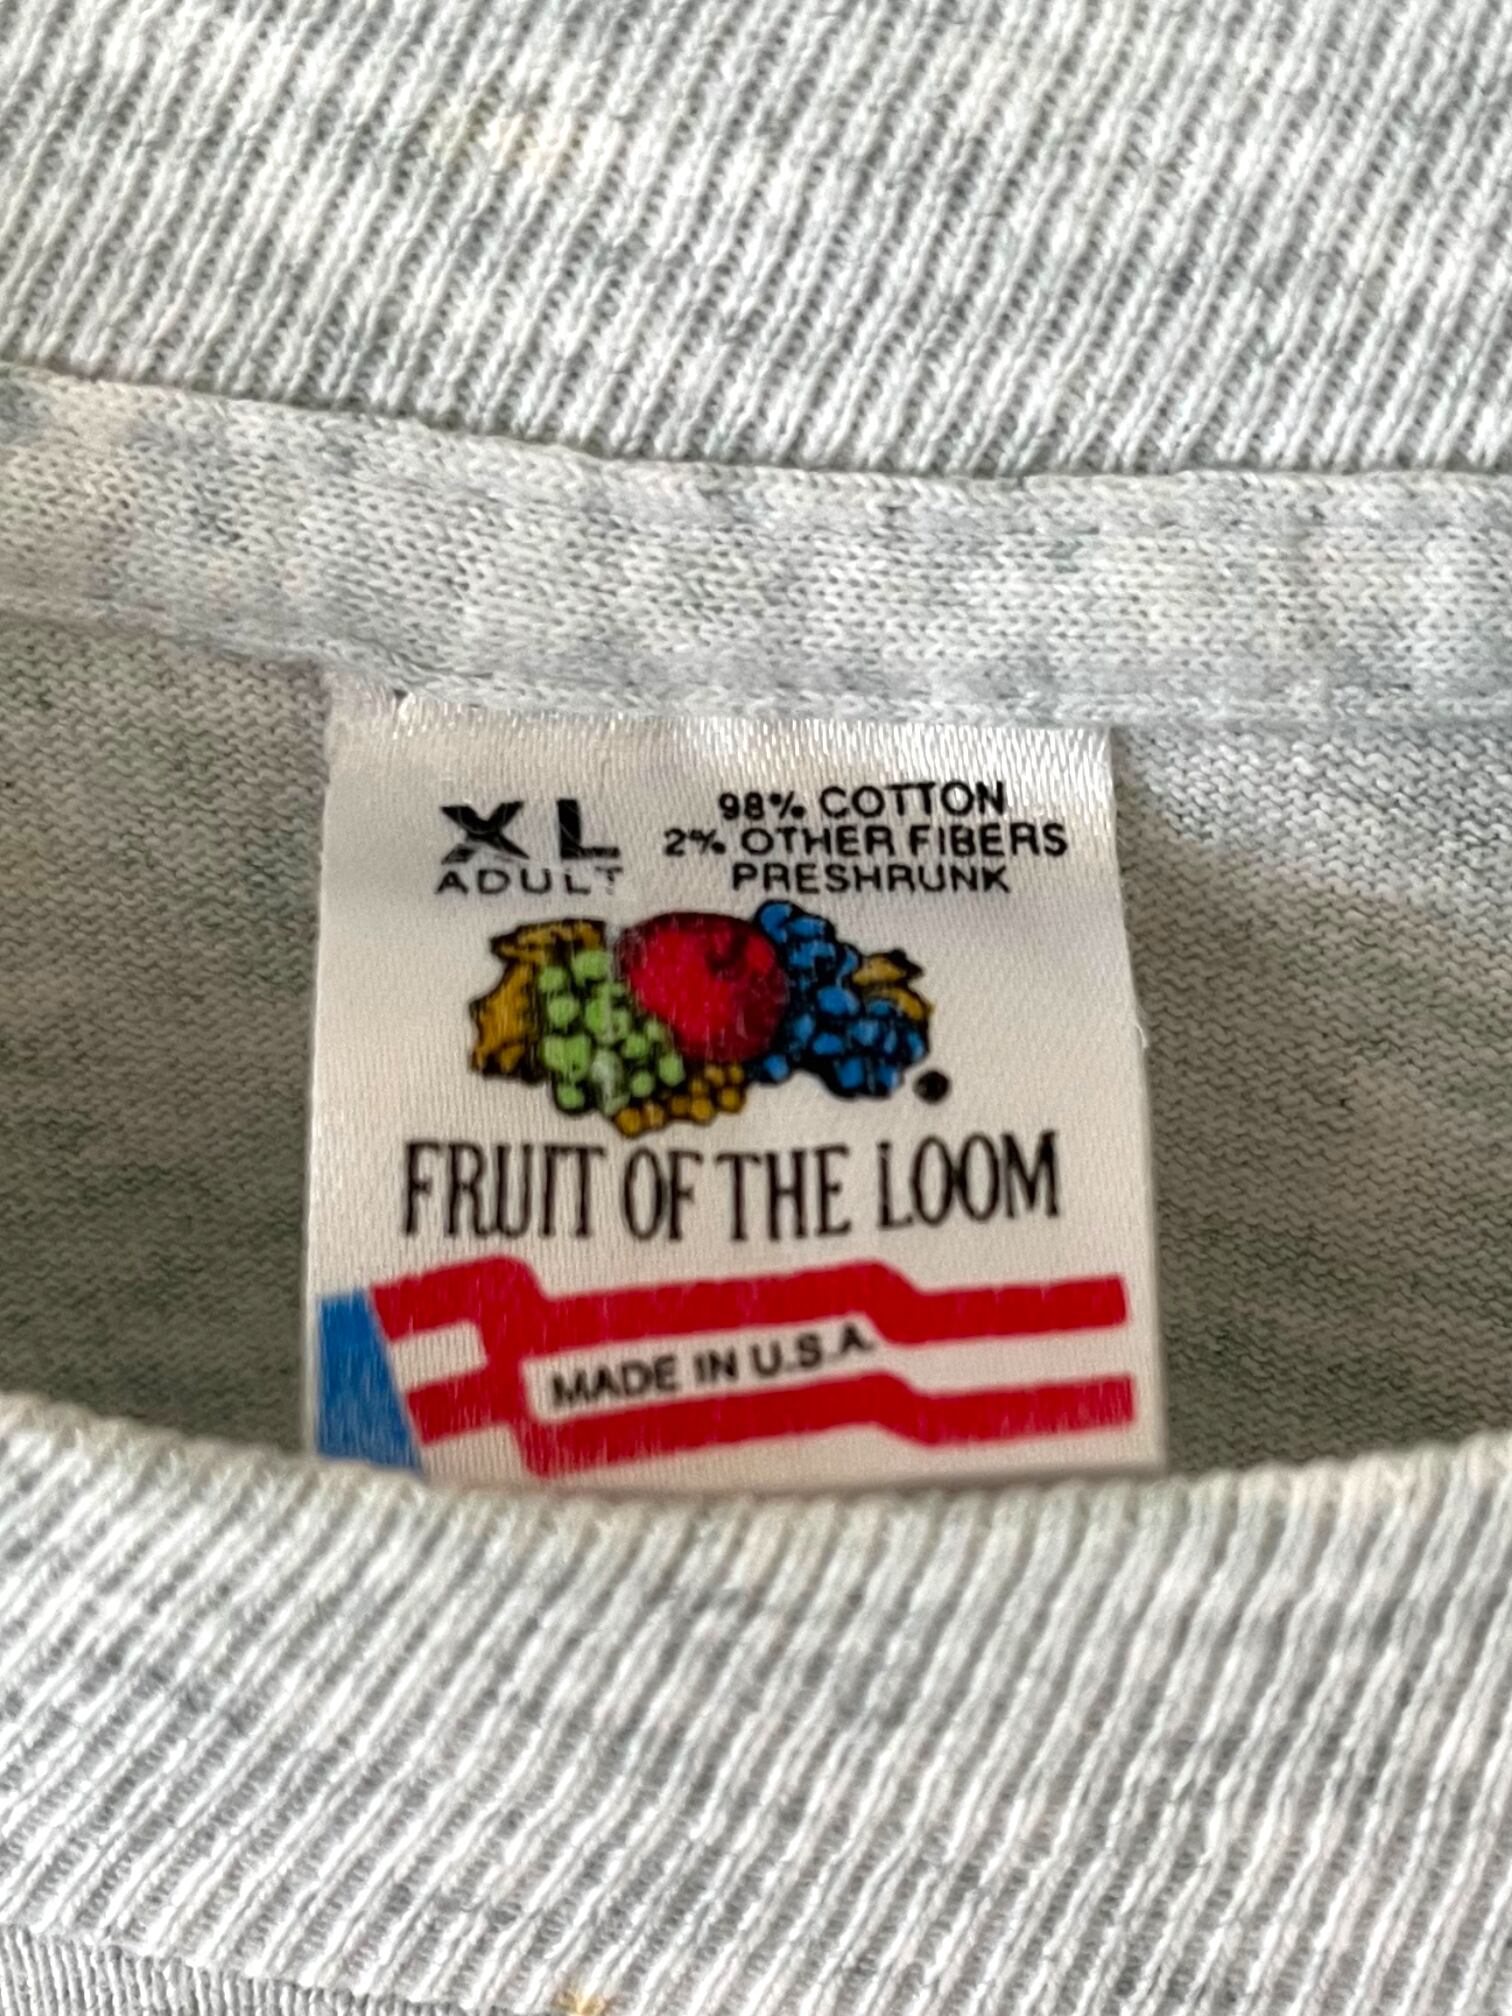 XL
ADULT
98% COTTON
2% OTHER FIBERS
PRESHRUNK
FRUIT OF THE LOOM
MADE IN U.S.A.